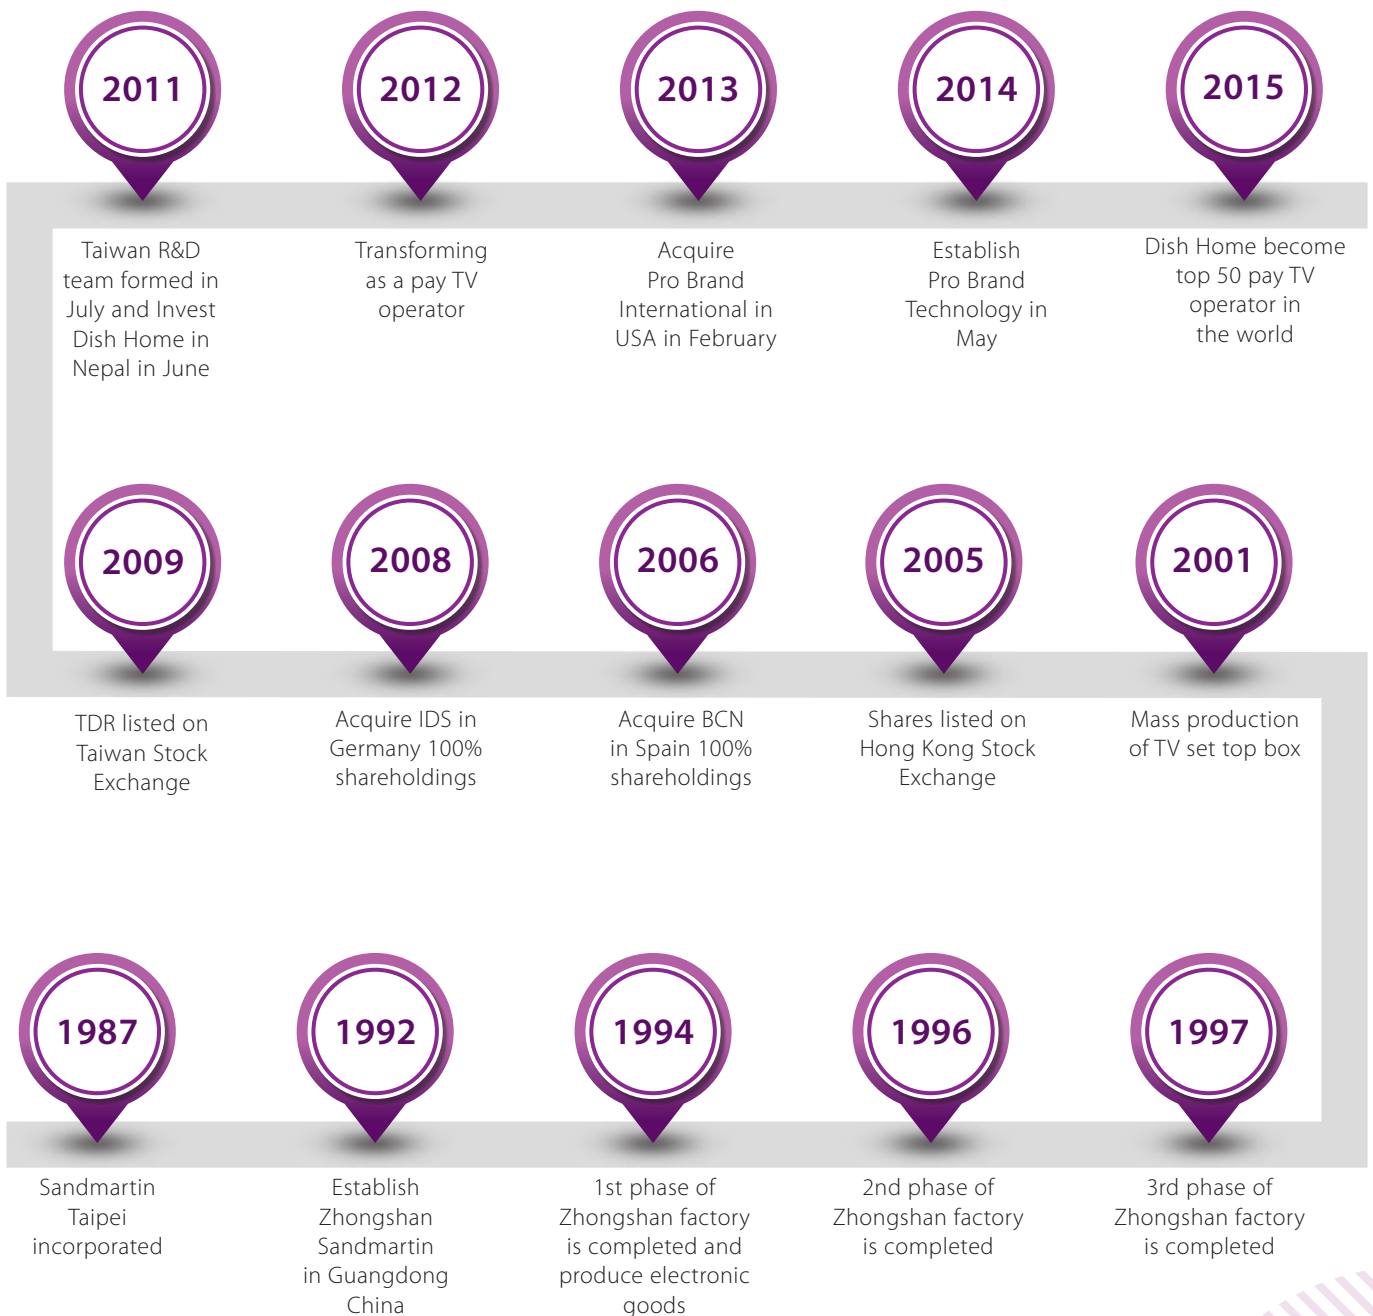 2011
Taiwan R&D
team formed in
July and Invest
Dish Home in
Nepal in June
2012
Transforming
as a pay TV
operator
2013
Acquire
Pro Brand
International in
USA in February
2014
Establish
Pro Brand
Technology in
May
2015
Dish Home become
top 50 pay TV
operator in
the world
2009
TDR listed on
Taiwan Stock
Exchange
2008
Acquire IDS in
Germany 100%
shareholdings
2006
Acquire BCN
in Spain 100%
shareholdings
2005
Shares listed on
Hong Kong Stock
Exchange
2001
Mass production
of TV set top box
1987
Sandmartin
Taipei
incorporated
1992
Establish
Zhongshan
Sandmartin
in Guangdong
China
1994
1st phase of
Zhongshan factory
is completed and
produce electronic
goods
1996
2nd phase of
Zhongshan factory
is completed
1997
3rd phase of
Zhongshan factory
is completed